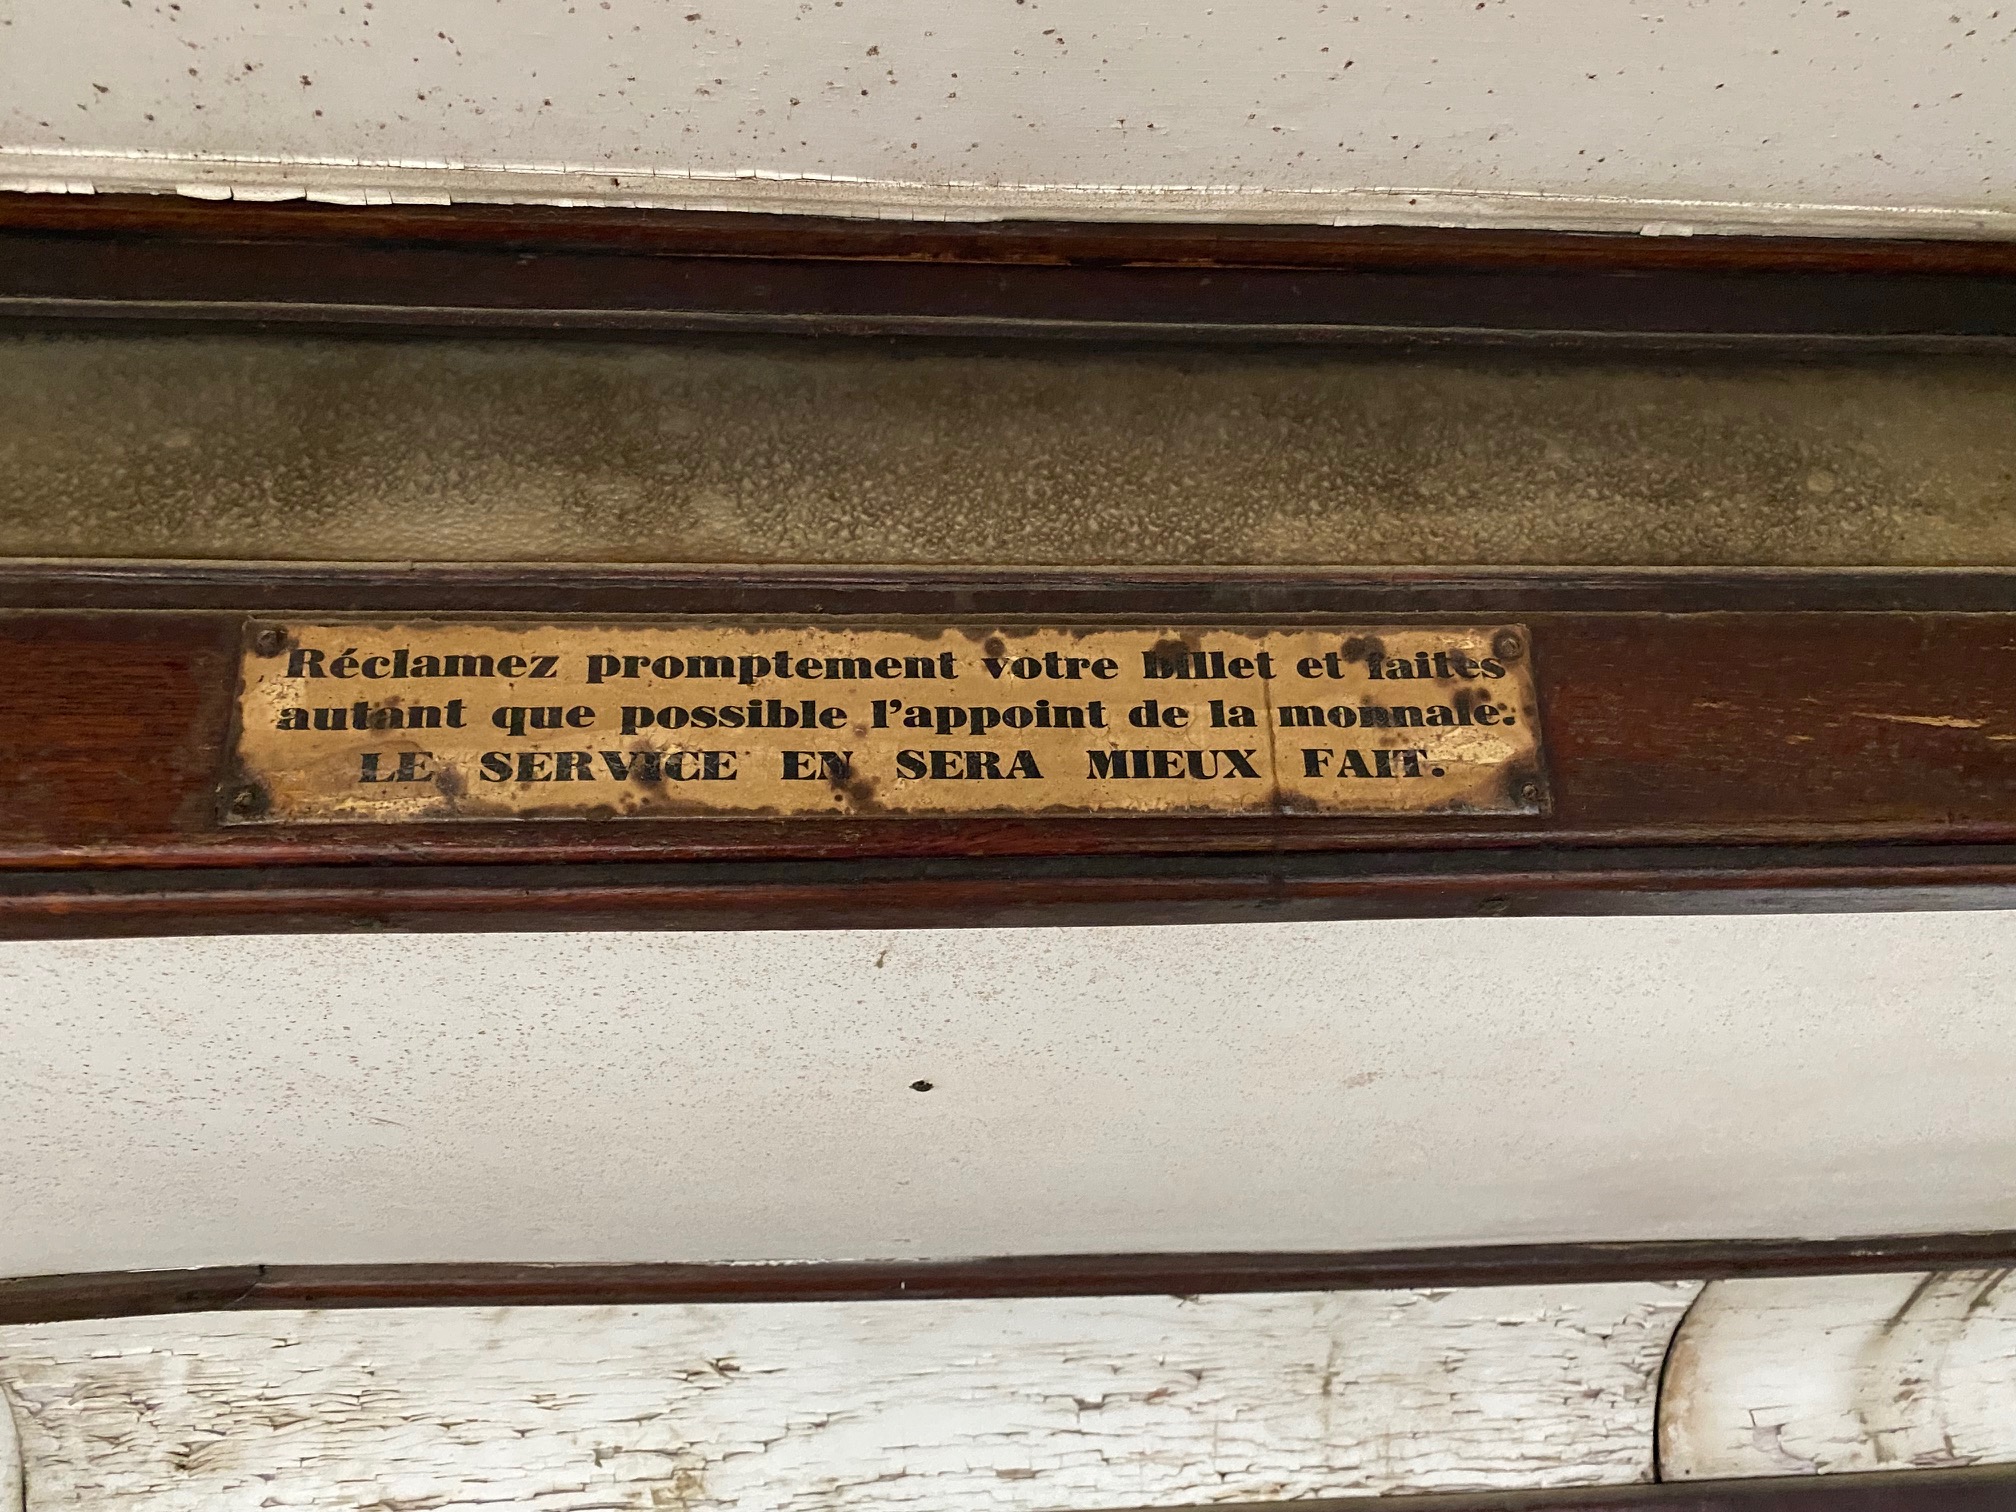 Réclamez promptement votre billet et faites
autant que possible l'appoint de la monnaie.
LE SERVICE EN SERA MIEUX FAIT.